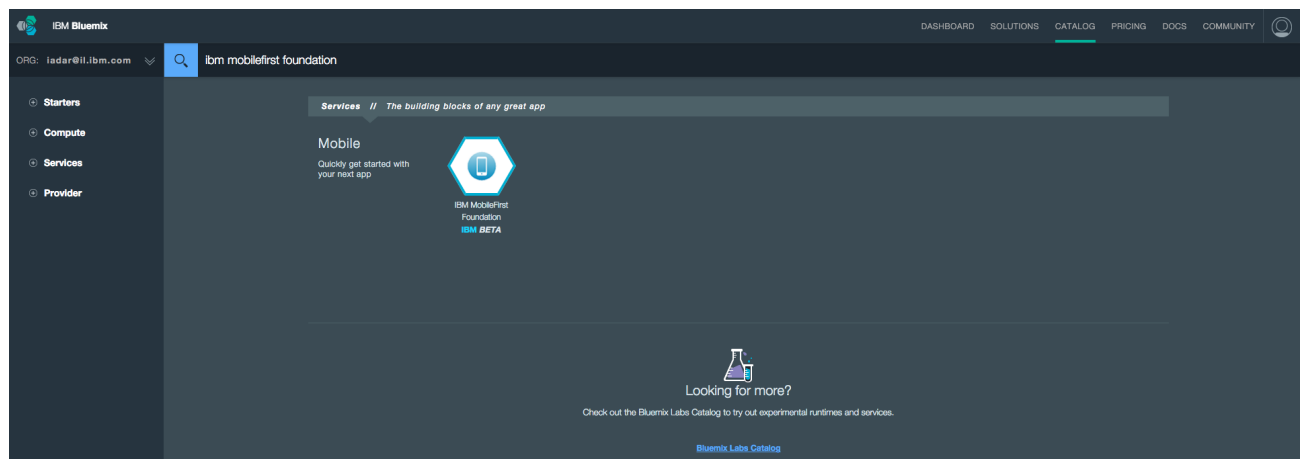 IBM Bluemix
DASHBOARD SOLUTIONS CATALOG PRICING DOCS COMMUNITY
ORG: iadar@il.ibm.com
ibm mobilefirst foundation
Starters
Compute
Services
Provider
Services // The building blocks of any great app
Mobile
Quickly get started with
your next app
IBM MobileFirst
Foundation
IBM BETA
Looking for more?
Check out the Bluemix Labs Catalog to try out experimental runtimes and services.
Bluemix Labs Catalog